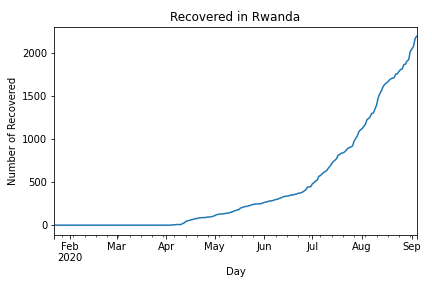 Recovered in Rwanda
Number of Recovered
2000
1500
1000
500
0
Feb Mar Apr May Jun Jul Aug Sep
2020
Day